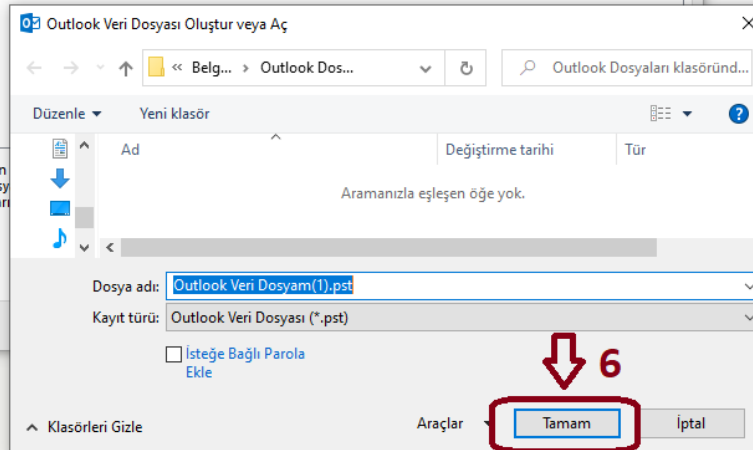 Outlook Veri Dosyası Oluştur veya Aç
« Belg... › Outlook Dos...
Outlook Dosyaları klasöründ...
Düzenle Yeni klasör
Ad Değiştirme tarihi Tür
Aramanızla eşleşen öğe yok.
Dosya adı: Outlook Veri Dosyam(1).pst
Kayıt türü: Outlook Veri Dosyası (*.pst)
İsteğe Bağlı Parola
Ekle
6
Klasörleri Gizle Araçlar Tamam İptal